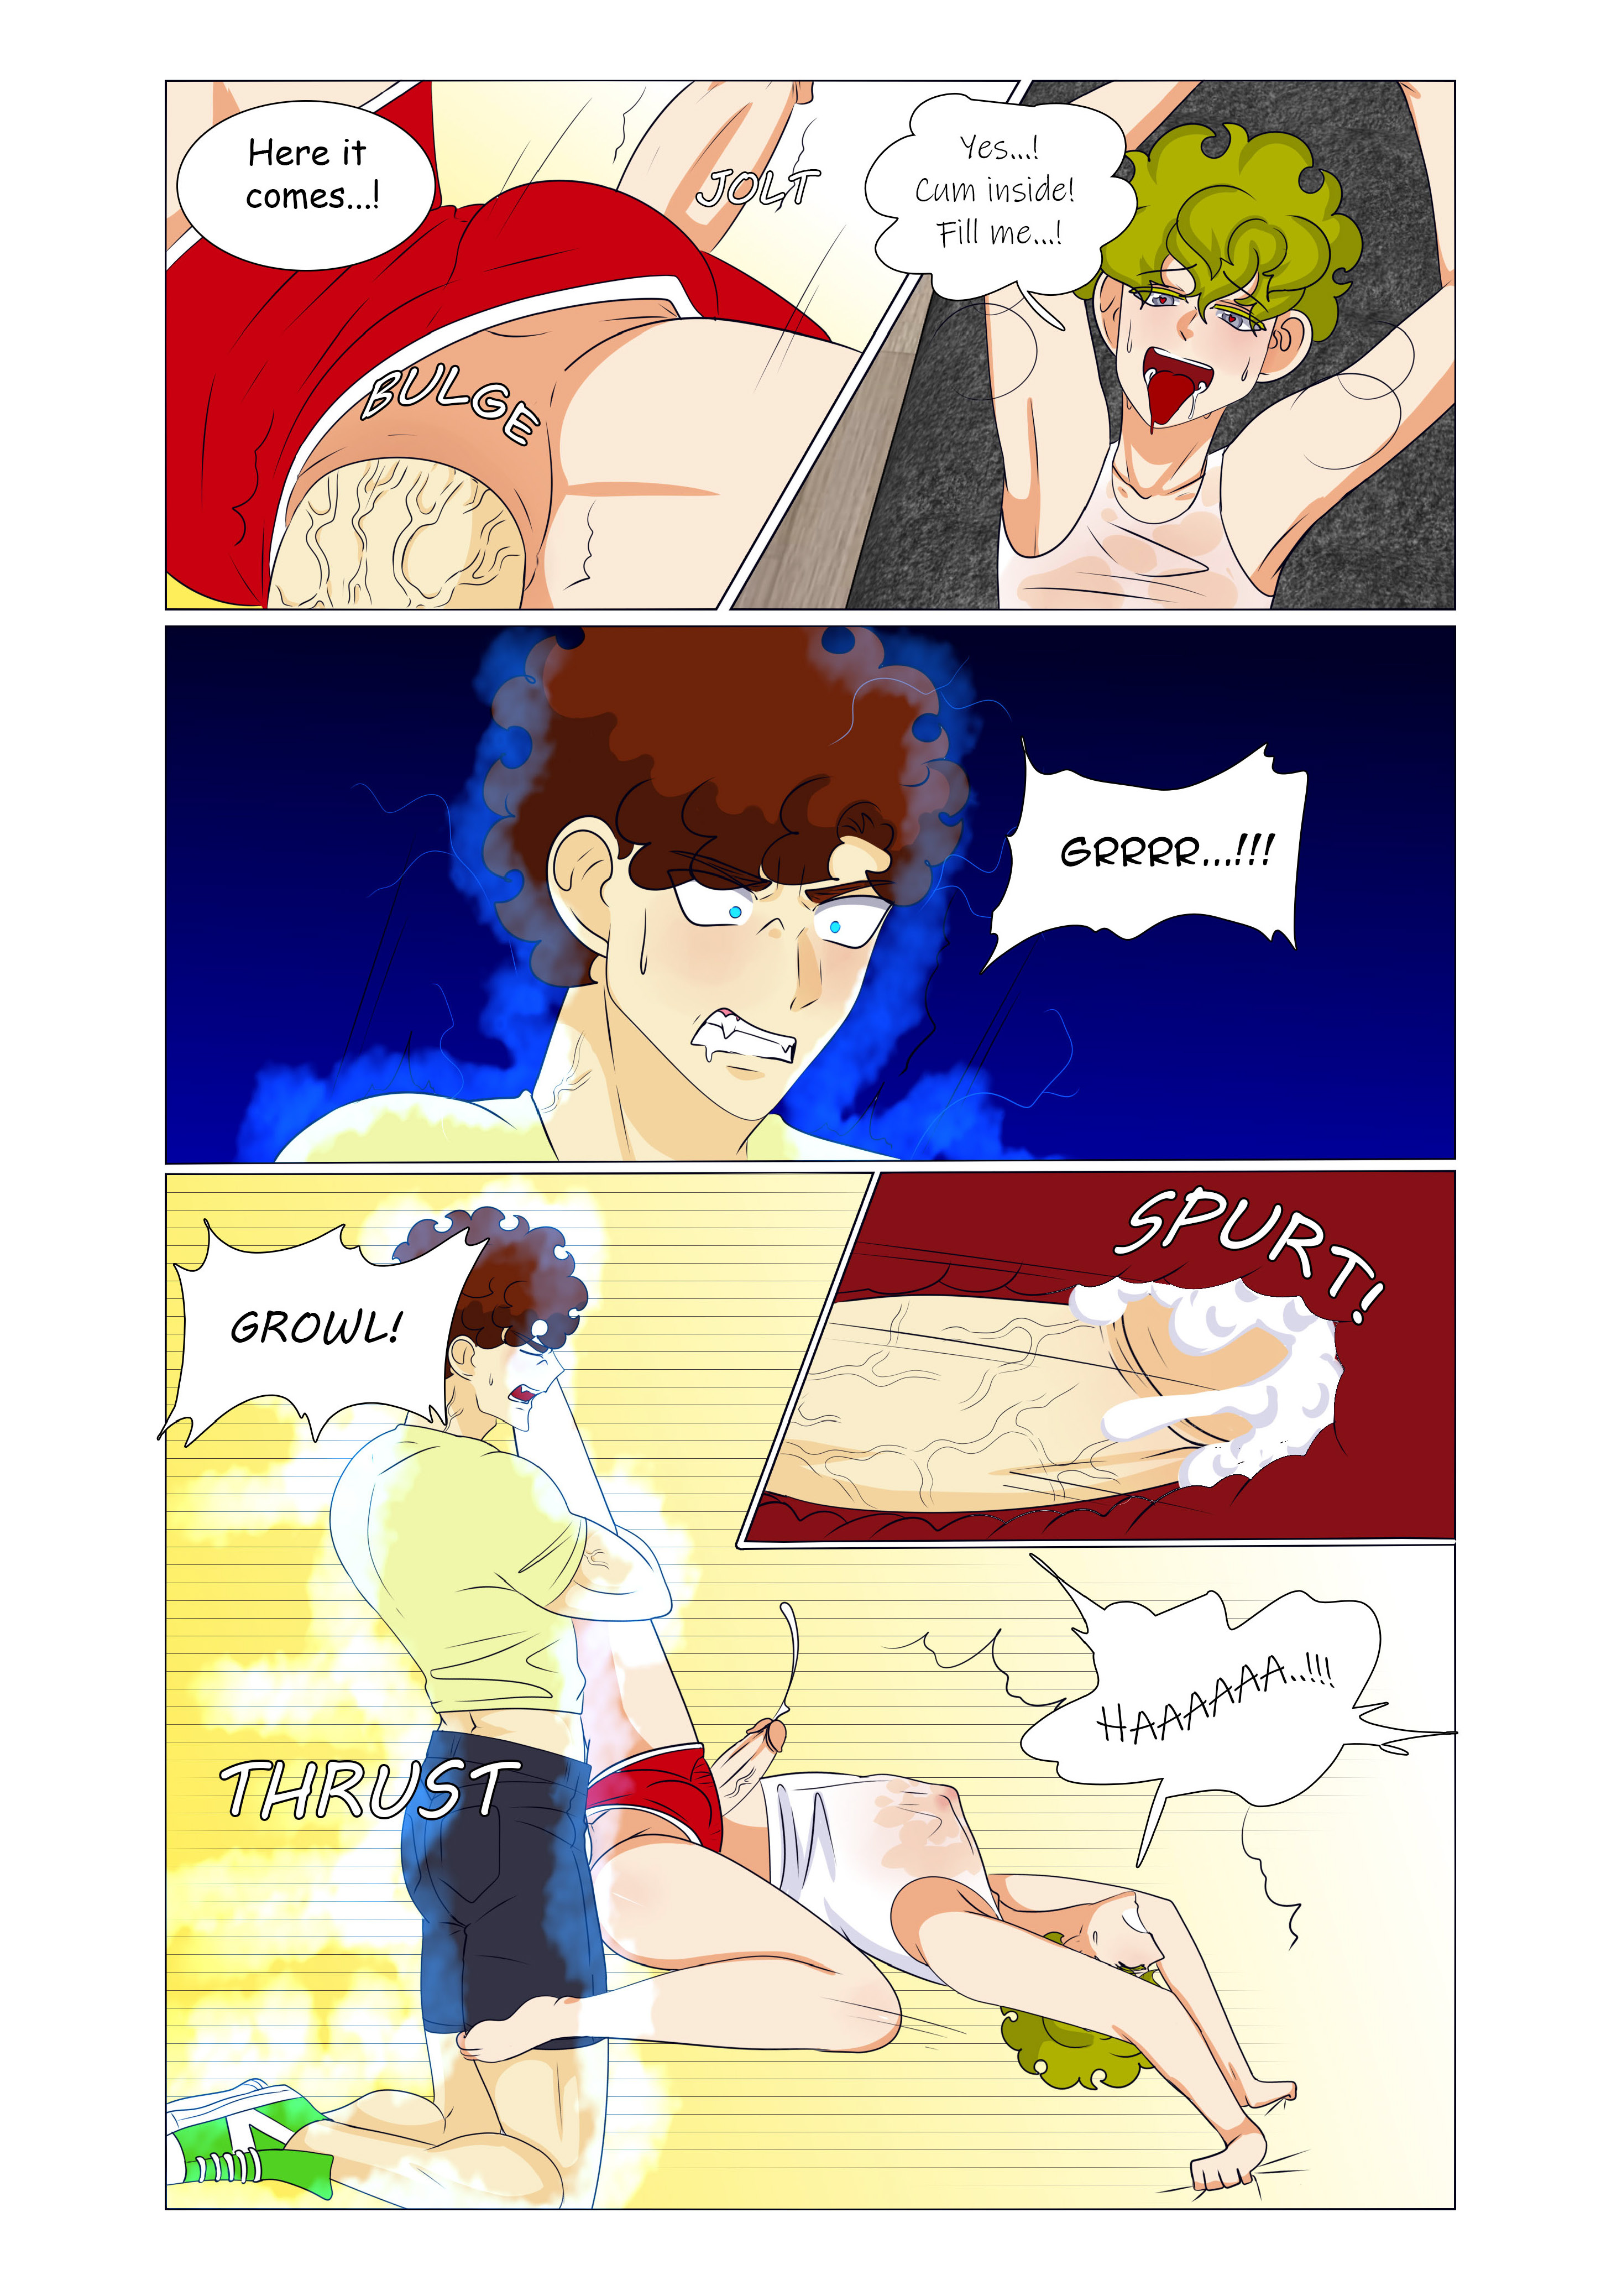 Here it
comes...!
JOLT
Yes...!
Cum inside!
Fill me...!
BULGE
GRRRR...!!!
SPURT!
GROWL!
HAAAAAA..!!!
THRUST